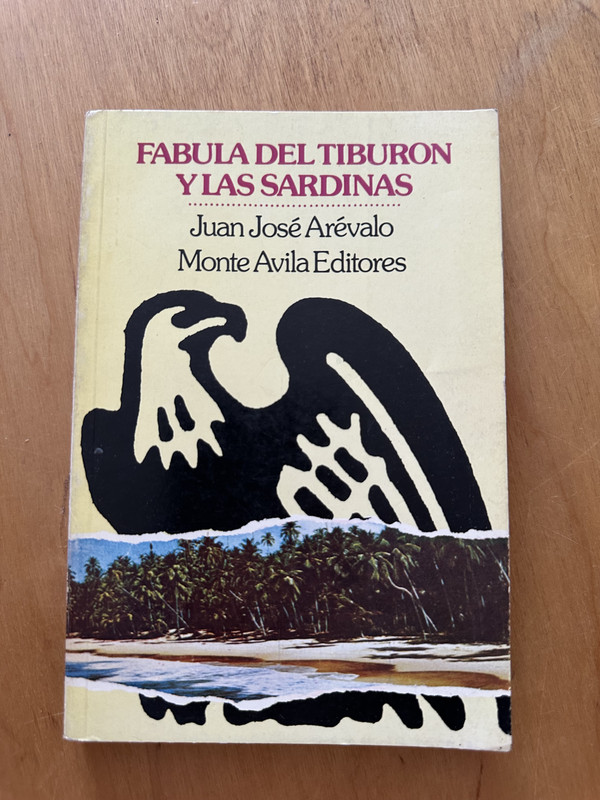 FABULA DEL TIBURON
Y LAS SARDINAS
Juan José Arévalo
Monte Avila Editores